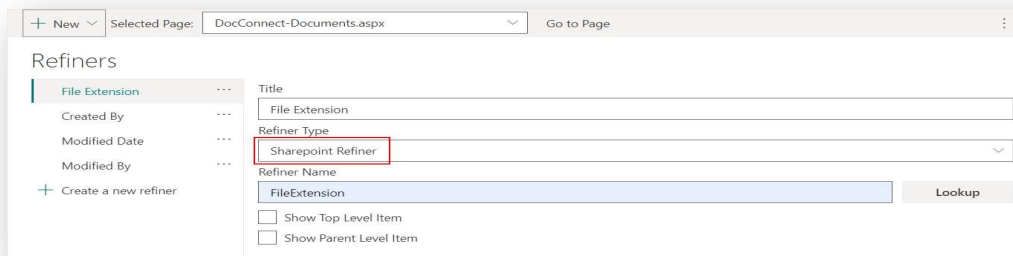 + New Selected Page: DocConnect-Documents.aspx Go to Page
Refiners
File Extension
Created By
Modified Date
Modified By
+ Create a new refiner
Title
File Extension
Refiner Type
Sharepoint Refiner
Refiner Name
FileExtension Lookup
Show Top Level Item
Show Parent Level Item